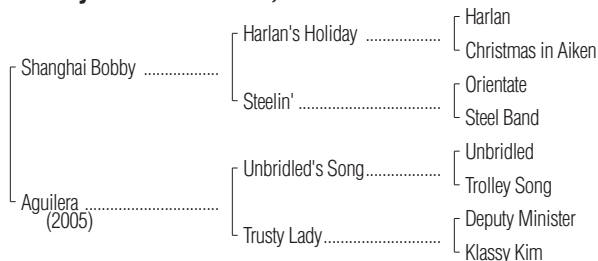 Harlan
Harlan's Holiday ..................
Christmas in Aiken
Shanghai Bobby .................
Orientate
Steelin' ..................................
Steel Band
Unbridled
Unbridled's Song..................
Trolley Song
Aguilera ...............................
(2005)
Deputy Minister
Trusty Lady............................
Klassy Kim